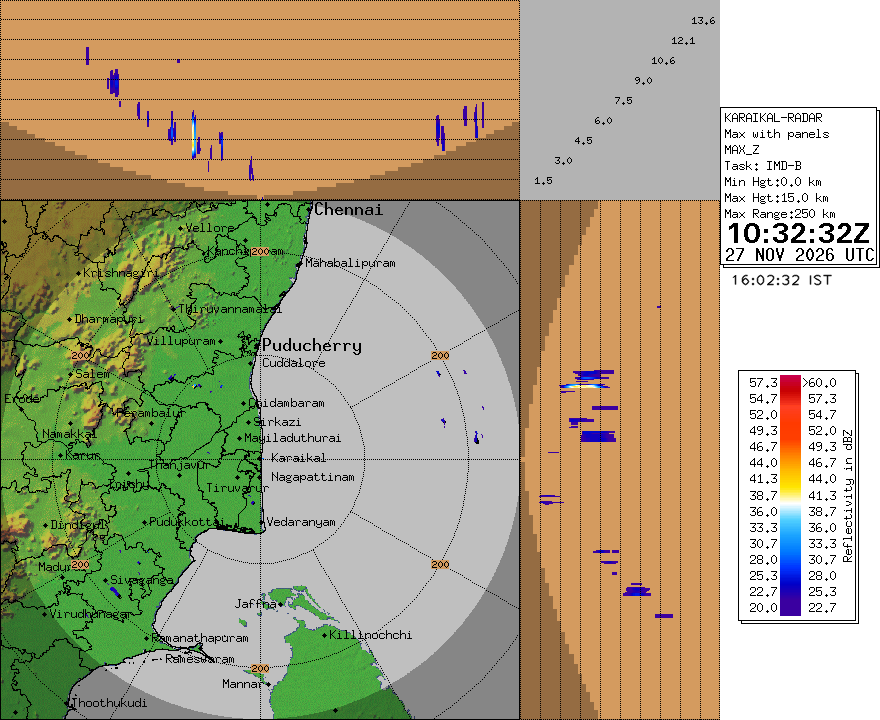 13.6
12.1
10.6
9.0
7.5
6.0
4.5
3.0
1.5
KARAIKAL-RADAR
Max with panels
MAX_Z
Task: IMD-B
Min Hgt:0.0 km
Max Hgt:15.0 km
Max Range:250 km
10:32:32Z
27 NOV 2026 UTC
16:02:32 IST
Chennai
Vellore
200
Mahabalipuram
Krishnagiri
Thiruvannamalai
Dharmapuri
Villupuram
Puducherry
200
200
Cuddalore
Salem
Erode
Chidambaram
Perambalur
Sirkazi
Namakkal
Mayiladuthurai
Karur
Karaikal
Thanjavur
Nagapattinam
Tiruvarur
Dindigul
Pudukkottai
Vedaranyam
200
200
Sivaganga
Jaffna
Virudhunagar
Ramanathapuram
Killinochchi
Rameswaram
200
Mannar
Thoothukudi
57.3 >60.0
54.7 57.3
52.0 54.7
49.3 52.0
46.7 49.3
44.0 46.7
41.3 44.0
38.7 41.3
36.0 38.7
33.3 36.0
30.7 33.3
28.0 30.7
25.3 28.0
22.7 25.3
20.0 22.7
Reflectivity in dBZ